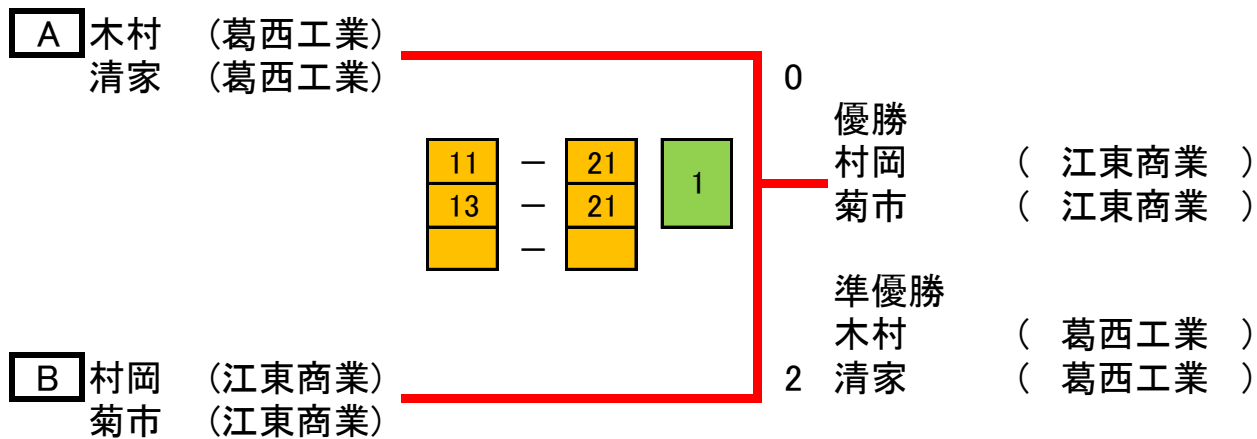 A 木村 (葛西工業)
清家 (葛西工業)
0
優勝
11 － 21 1
村岡 ( 江東商業 )
13 － 21
菊市 ( 江東商業 )
－
準優勝
木村 ( 葛西工業 )
B 村岡 (江東商業)
2 清家 ( 葛西工業 )
菊市 (江東商業)